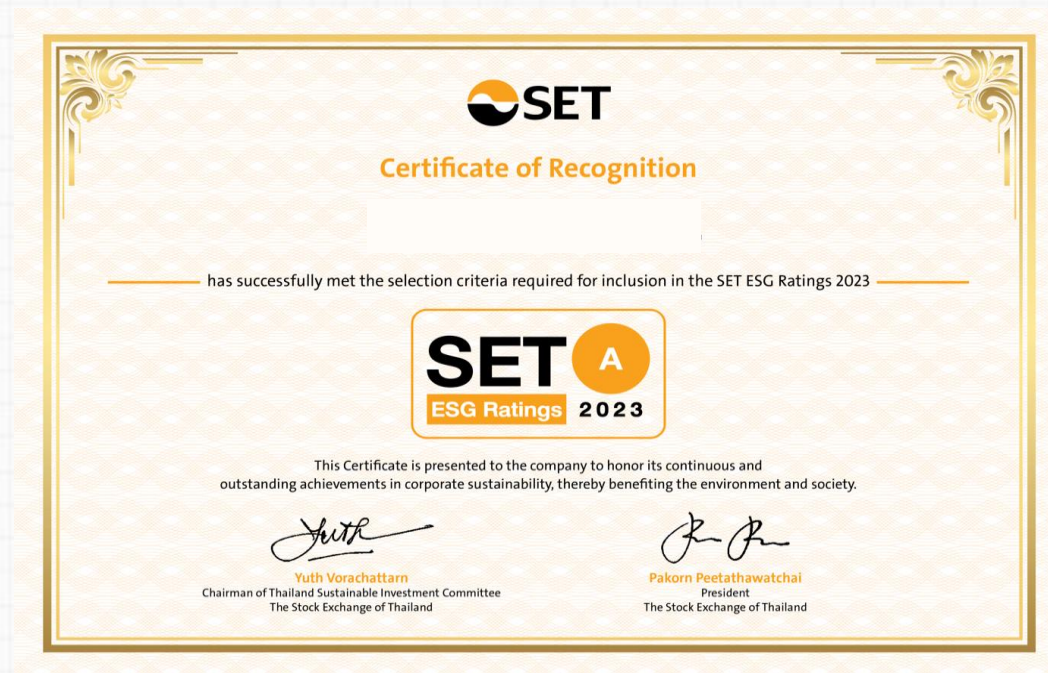 SET
Certificate of Recognition
has successfully met the selection criteria required for inclusion in the SET ESG Ratings 2023
SET A
ESG Ratings 2023
This Certificate is presented to the company to honor its continuous and
outstanding achievements in corporate sustainability, thereby benefiting the environment and society.
Yuth
Yuth Vorachattarn
Chairman of Thailand Sustainable Investment Committee
The Stock Exchange of Thailand
Pakorn Peetathawatchai
President
The Stock Exchange of Thailand